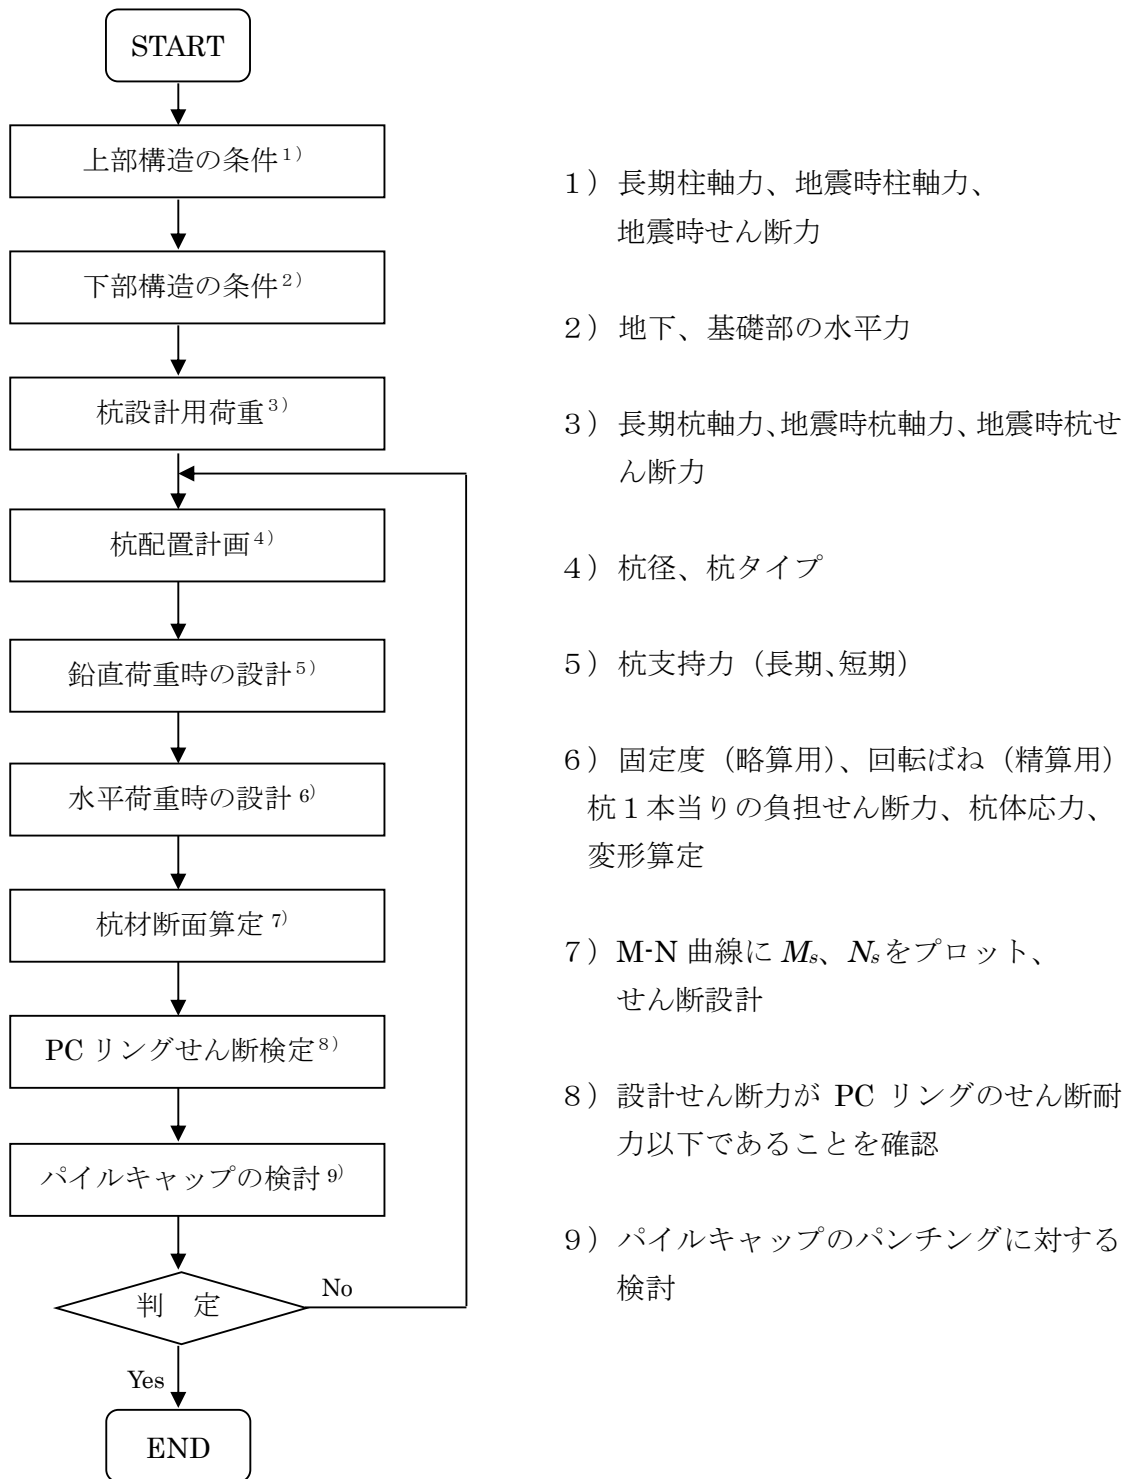 START
上部構造の条件1)
下部構造の条件2)
杭設計用荷重3)
杭配置計画4)
鉛直荷重時の設計5)
水平荷重時の設計 6)
杭材断面算定 7)
PC リングせん断検定8)
パイルキャップの検討 9)
判　定
No
Yes
END
１）長期柱軸力、地震時柱軸力、
地震時せん断力
２）地下、基礎部の水平力
３）長期杭軸力、地震時杭軸力、地震時杭せ
ん断力
４）杭径、杭タイプ
５）杭支持力（長期、短期）
６）固定度（略算用）、回転ばね（精算用）
杭１本当りの負担せん断力、杭体応力、
変形算定
７）M-N 曲線に Ms、Nsをプロット、
せん断設計
８）設計せん断力が PC リングのせん断耐
力以下であることを確認
９）パイルキャップのパンチングに対する
検討